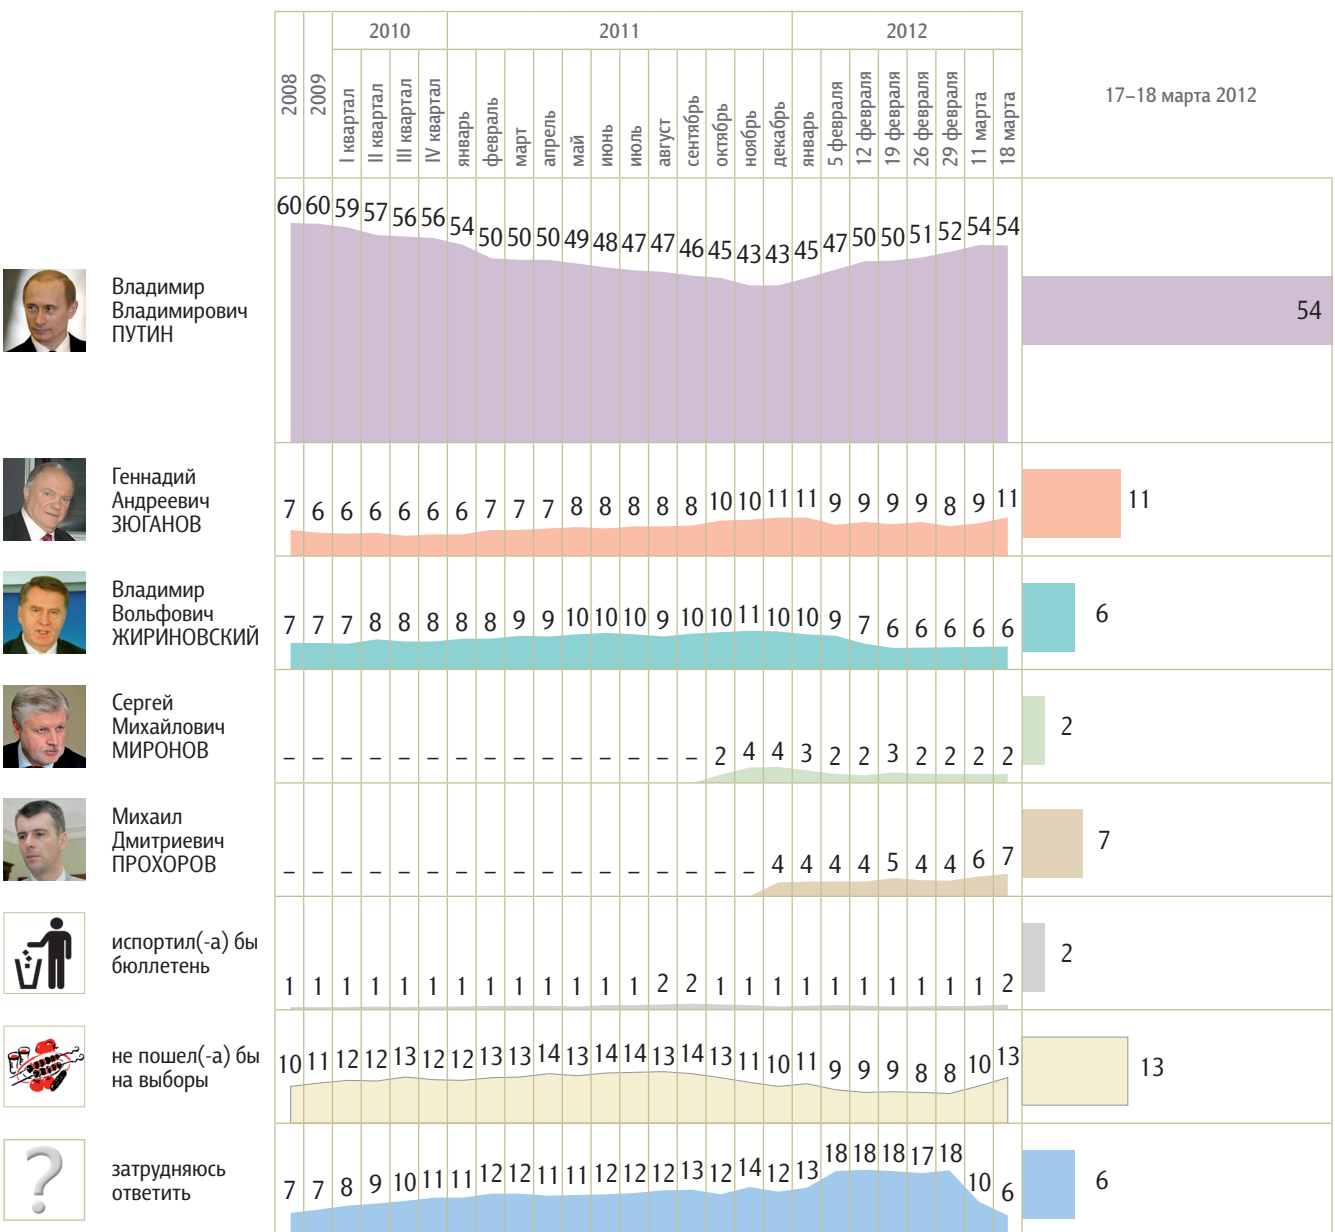 2010 2011 2012
2008 2009 I квартал II квартал III квартал IV квартал январь февраль март апрель май июнь июль август сентябрь октябрь ноябрь декабрь январь 5 февраля 12 февраля 19 февраля 26 февраля 29 февраля 11 марта 18 марта
17–18 марта 2012
60 60 59 57 56 56 54 50 50 50 49 48 47 47 46 45 43 43 45 47 50 50 51 52 54 54
Владимир
Владимирович
ПУТИН
54
Геннадий
Андреевич
ЗЮГАНОВ
7 6 6 6 6 6 6 7 7 7 8 8 8 8 8 10 10 11 11 9 9 9 9 8 9 11
11
Владимир
Вольфович
ЖИРИНОВСКИЙ
7 7 7 8 8 8 8 8 9 9 10 10 10 9 10 10 11 10 10 9 7 6 6 6 6 6
6
Сергей
Михайлович
МИРОНОВ
– – – – – – – – – – – – – – – 2 4 4 3 2 2 3 2 2 2 2
2
Михаил
Дмитриевич
ПРОХОРОВ
– – – – – – – – – – – – – – – – – 4 4 4 4 5 4 4 6 7
7
испортил(-а) бы
бюллетень
1 1 1 1 1 1 1 1 1 1 1 1 1 2 2 1 1 1 1 1 1 1 1 1 1 2
2
не пошел(-а) бы
на выборы
10 11 12 12 13 12 12 13 13 14 13 14 14 13 14 13 11 10 11 9 9 9 8 8 10 13
13
?
затрудняюсь
ответить
7 7 8 9 10 11 11 12 12 11 11 12 12 12 13 12 14 12 13 18 18 18 17 18 10 6
6